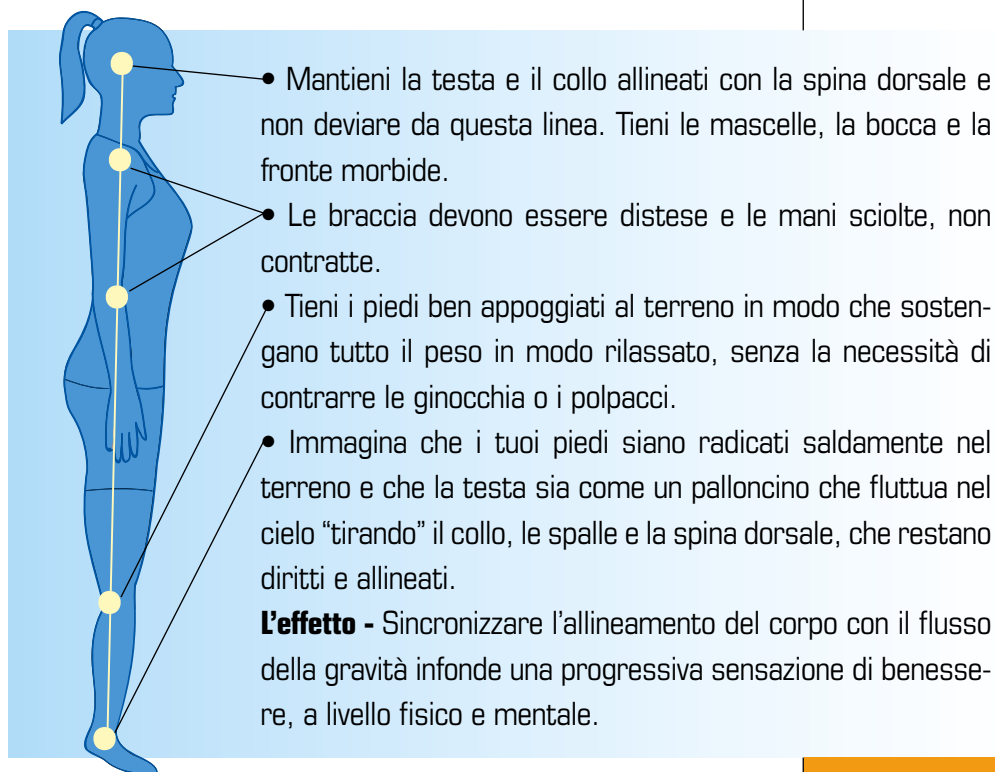 • Mantieni la testa e il collo allineati con la spina dorsale e
non deviare da questa linea. Tieni le mascelle, la bocca e la
fronte morbide.
• Le braccia devono essere distese e le mani sciolte, non
contratte.
• Tieni i piedi ben appoggiati al terreno in modo che sosten-
gano tutto il peso in modo rilassato, senza la necessità di
contrarre le ginocchia o i polpacci.
• Immagina che i tuoi piedi siano radicati saldamente nel
terreno e che la testa sia come un palloncino che fluttua nel
cielo “tirando” il collo, le spalle e la spina dorsale, che restano
diritti e allineati.
L’effetto - Sincronizzare l’allineamento del corpo con il flusso
della gravità infonde una progressiva sensazione di benesse-
re, a livello fisico e mentale.